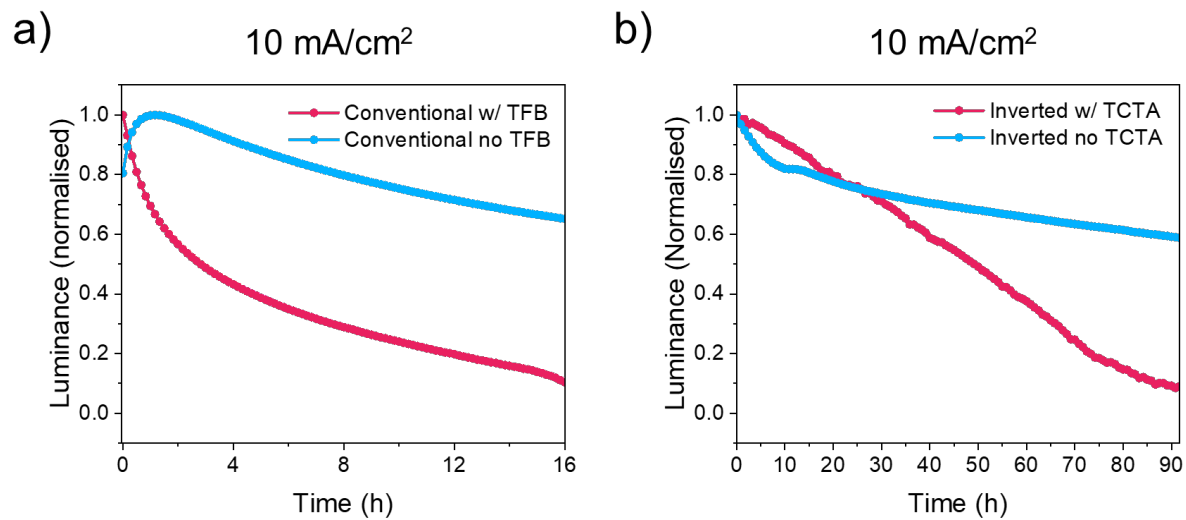 a)
10 mA/cm²
Conventional w/ TFB
Conventional no TFB
Luminance (normalised)
1.0
0.8
0.6
0.4
0.2
0.0
0
4
8
12
16
Time (h)
b)
10 mA/cm²
Inverted w/ TCTA
Inverted no TCTA
Luminance (Normalised)
1.0
0.8
0.6
0.4
0.2
0.0
0
10
20
30
40
50
60
70
80
90
Time (h)